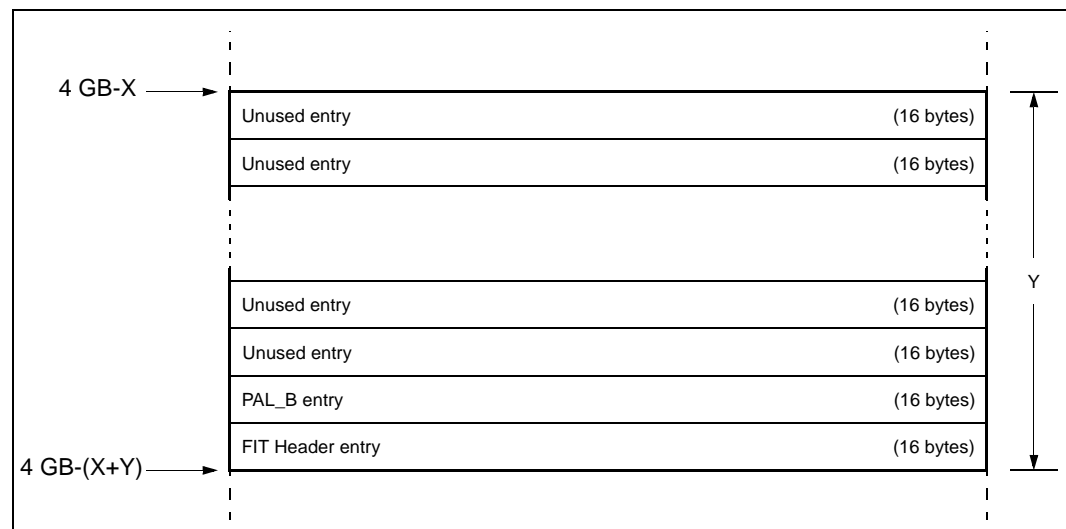 4 GB-X
Unused entry (16 bytes)
Unused entry (16 bytes)
Y
Unused entry (16 bytes)
Unused entry (16 bytes)
PAL_B entry (16 bytes)
FIT Header entry (16 bytes)
4 GB-(X+Y)